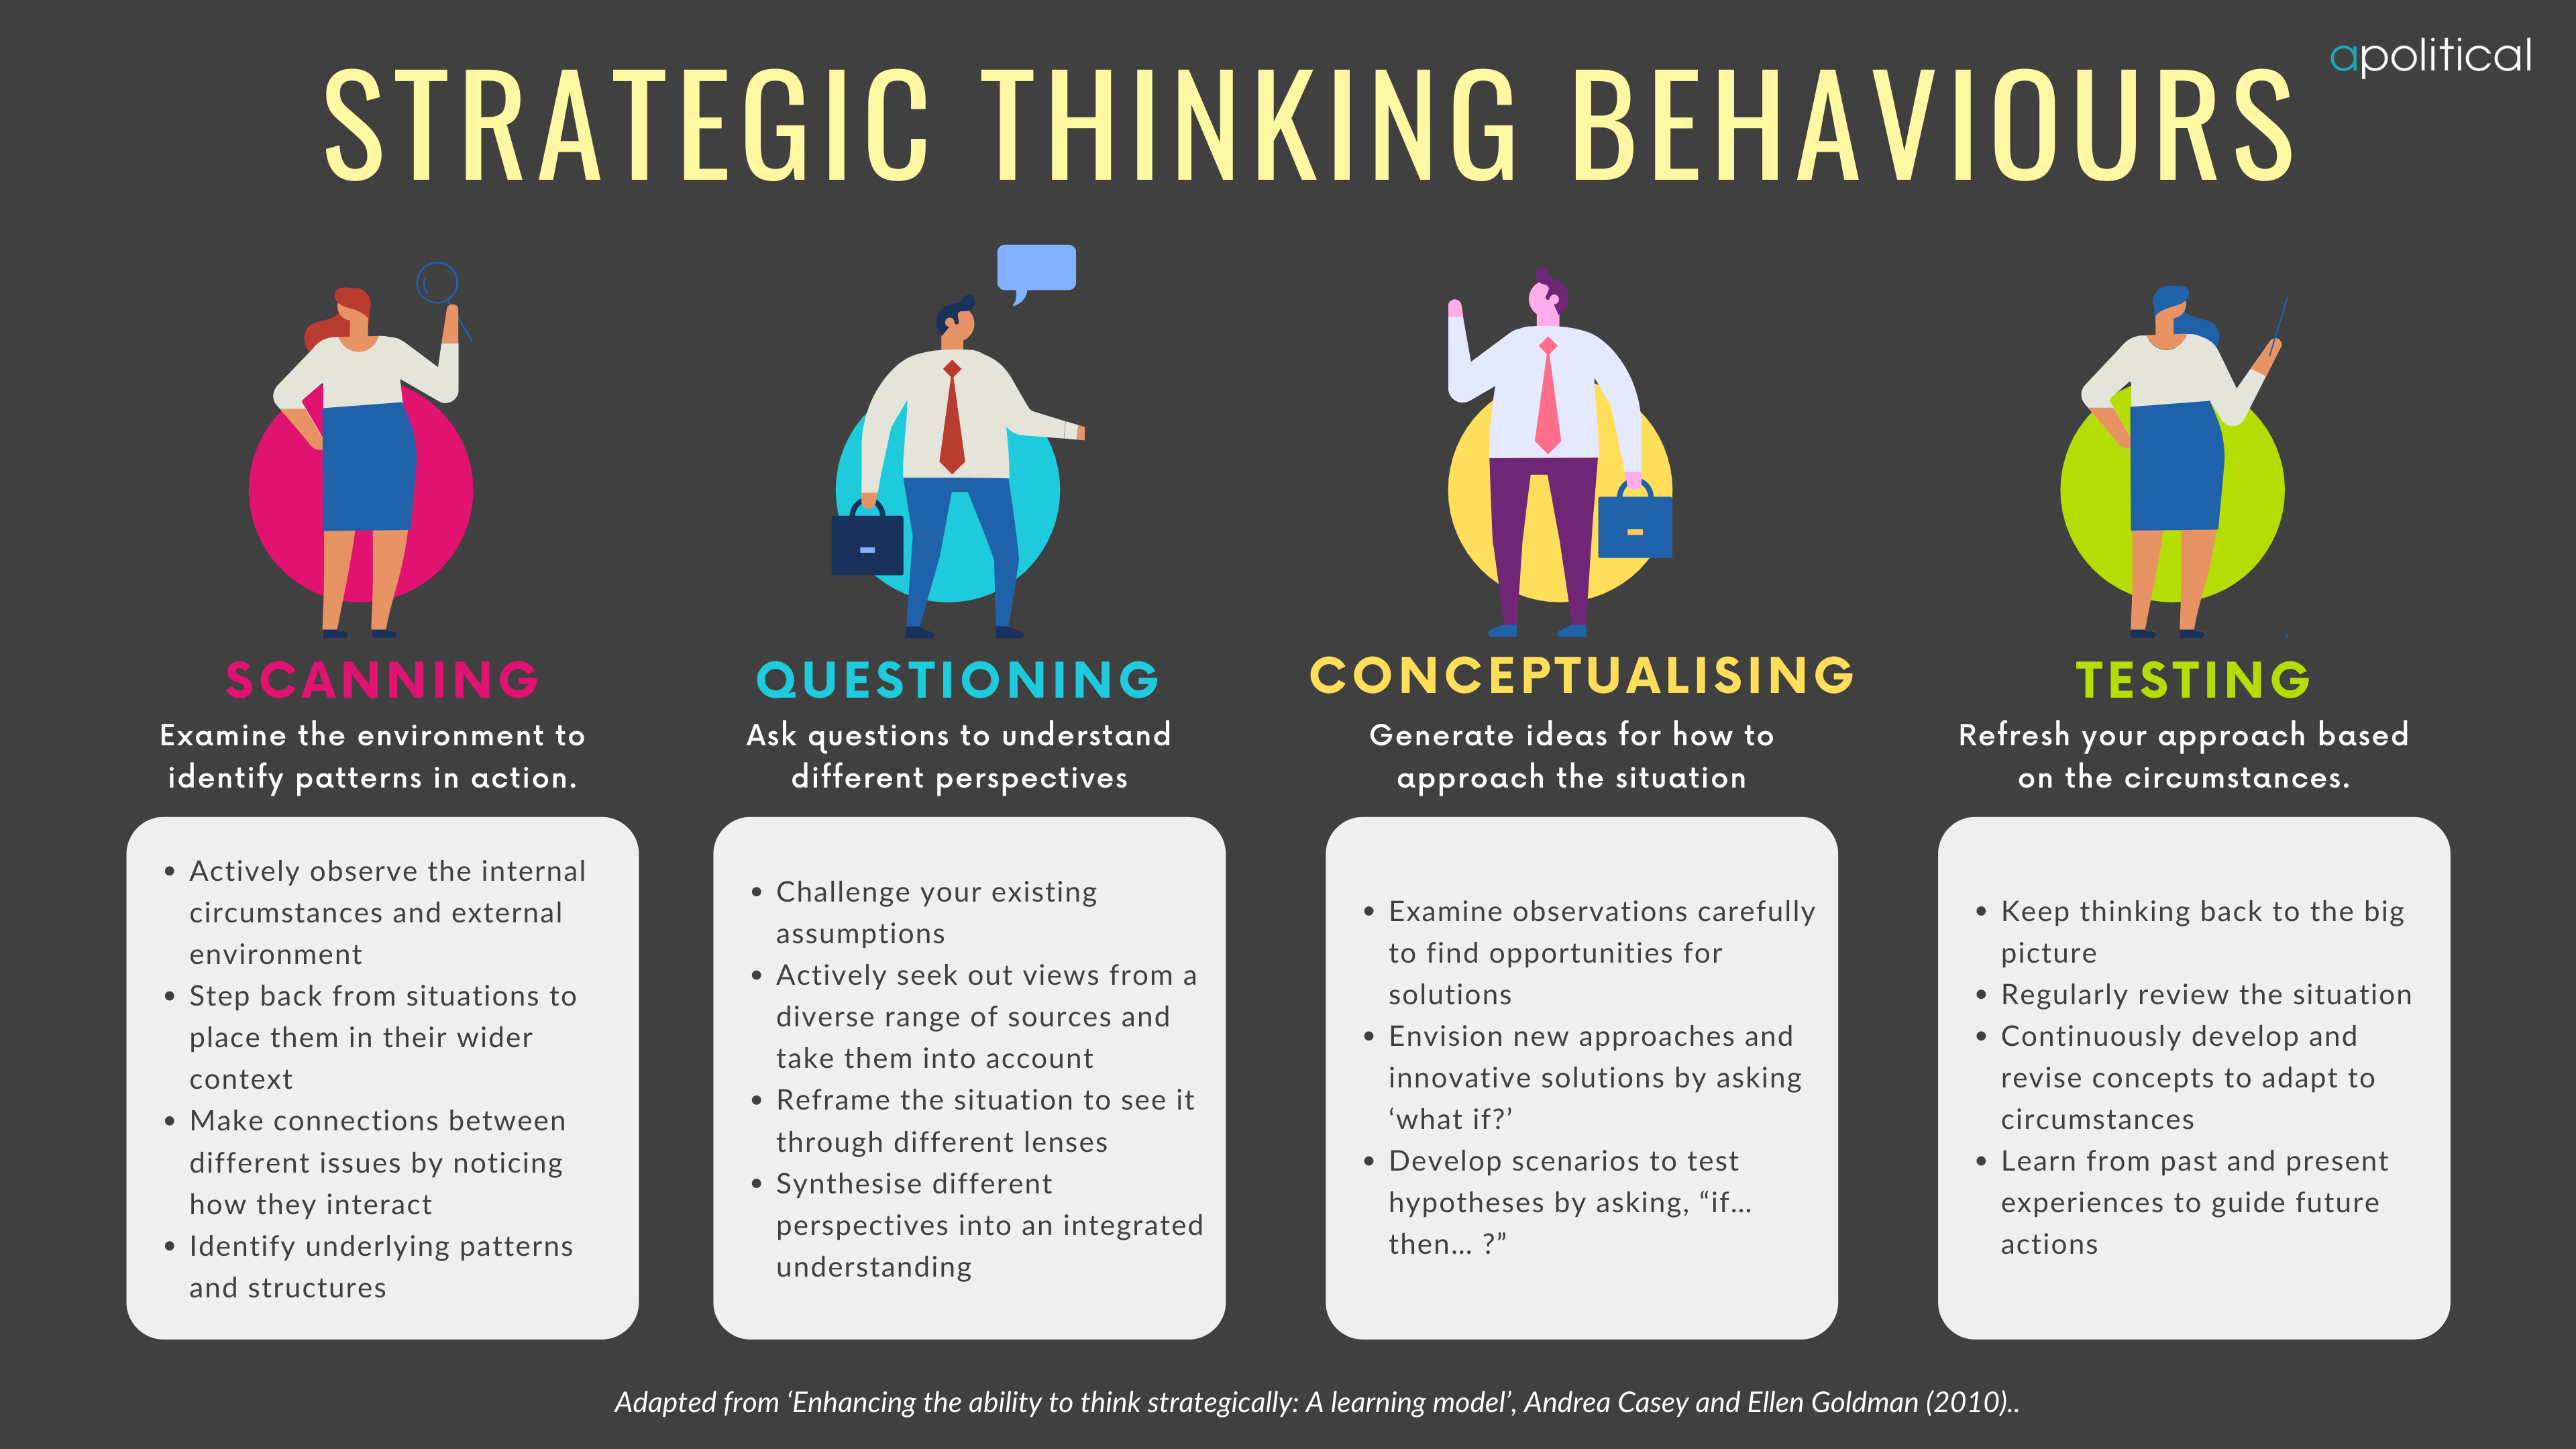 apolitical
STRATEGIC THINKING BEHAVIOURS
SCANNING
Examine the environment to
identify patterns in action.
• Actively observe the internal
circumstances and external
environment
• Step back from situations to
place them in their wider
context
• Make connections between
different issues by noticing
how they interact
• Identify underlying patterns
and structures
QUESTIONING
Ask questions to understand
different perspectives
• Challenge your existing
assumptions
• Actively seek out views from a
diverse range of sources and
take them into account
• Reframe the situation to see it
through different lenses
• Synthesise different
perspectives into an integrated
understanding
CONCEPTUALISING
Generate ideas for how to
approach the situation
• Examine observations carefully
to find opportunities for
solutions
• Envision new approaches and
innovative solutions by asking
‘what if?’
• Develop scenarios to test
hypotheses by asking, “if...
then... ?”
TESTING
Refresh your approach based
on the circumstances.
• Keep thinking back to the big
picture
• Regularly review the situation
• Continuously develop and
revise concepts to adapt to
circumstances
• Learn from past and present
experiences to guide future
actions
Adapted from ‘Enhancing the ability to think strategically: A learning model’, Andrea Casey and Ellen Goldman (2010)..